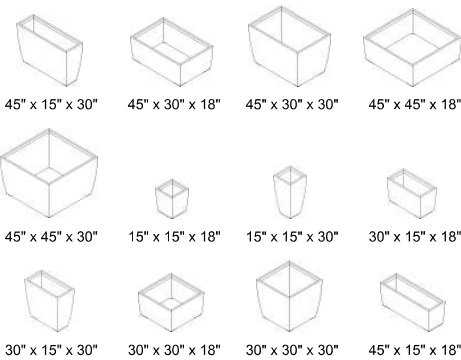 45" x 15" x 30" 45" x 30" x 18" 45" x 30" x 30" 45" x 45" x 18"
45" x 45" x 30" 15" x 15" x 18" 15" x 15" x 30" 30" x 15" x 18"
30" x 15" x 30" 30" x 30" x 18" 30" x 30" x 30" 45" x 15" x 18"